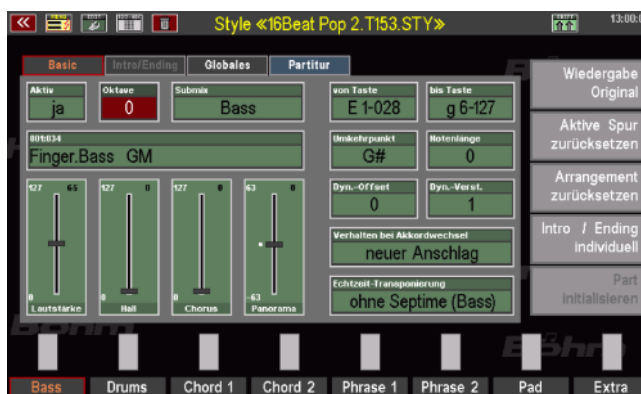 Style «16Beat Pop 2.T153.STY»
13:00:
Basic
Intro/Ending
Globales
Partitur
Aktiv
ja
Oktave
0
Submix
Bass
von Taste
E 1-028
bis Taste
g 6-127
001:034
Finger.Bass GM
Umkehrpunkt
G#
Notenlänge
0
Dyn.-Offset
0
Dyn.-Verst.
1
Verhalten bei Akkordwechsel
neuer Anschlag
Echtzeit-Transponierung
ohne Septime (Bass)
127 65
0
Lautstärke
127 0
0
Hall
127 0
0
Chorus
63 0
-63
Panorama
Wiedergabe
Original
Aktive Spur
zurücksetzen
Arrangement
zurücksetzen
Intro / Ending
individuell
Part
initialisieren
Böhm
Böhm
Bass
Drums
Chord 1
Chord 2
Phrase 1
Phrase 2
Pad
Extra